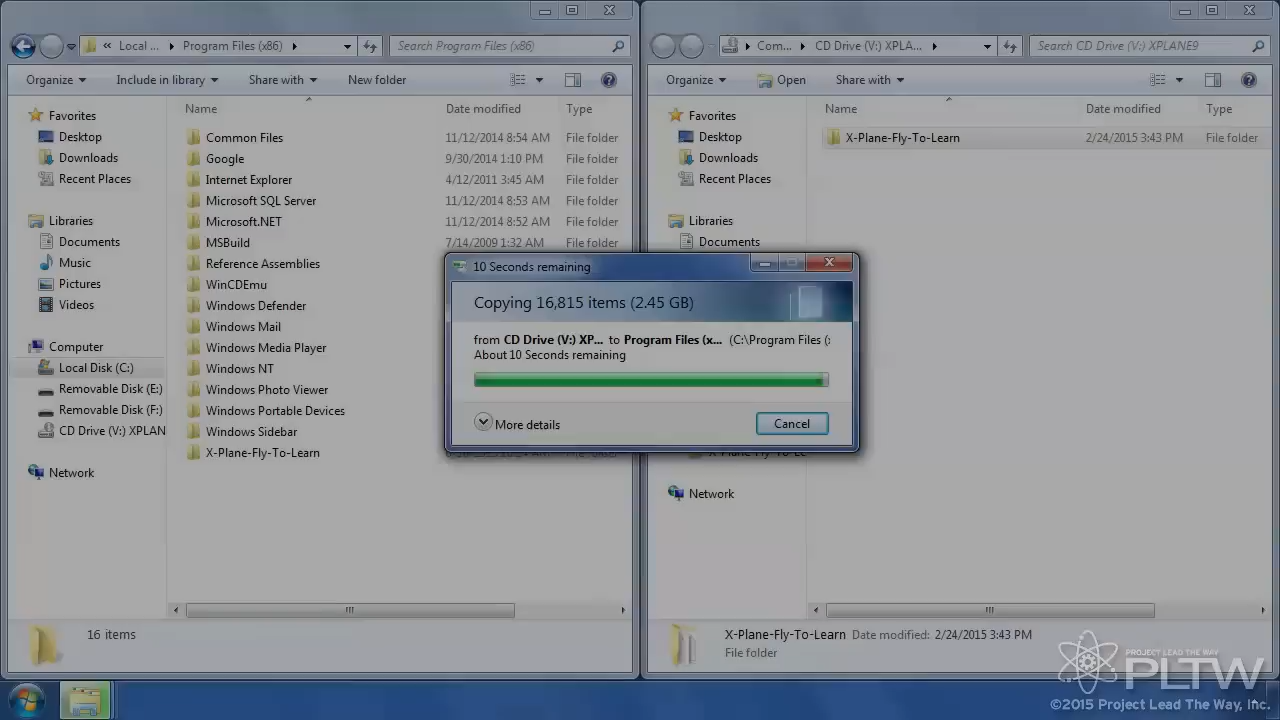 « Local ... ▸ Program Files (x86) ▸
Search Program Files (x86)
Organize
Include in library
Share with
New folder
Name
Date modified
Type
Favorites
Desktop
Downloads
Recent Places
Libraries
Documents
Music
Pictures
Videos
Computer
Local Disk (C:)
Removable Disk (E:)
Removable Disk (F:)
CD Drive (V:) XPLAN
Network
Common Files 11/12/2014 8:54 AM File folder
Google 9/30/2014 1:10 PM File folder
Internet Explorer 4/12/2011 3:45 AM File folder
Microsoft SQL Server 11/12/2014 8:53 AM File folder
Microsoft.NET 11/12/2014 8:52 AM File folder
MSBuild 7/14/2009 1:32 AM File folder
Reference Assemblies
WinCDEmu
Windows Defender
Windows Mail
Windows Media Player
Windows NT
Windows Photo Viewer
Windows Portable Devices
Windows Sidebar
X-Plane-Fly-To-Learn
16 items
Com... ▸ CD Drive (V:) XPLA... ▸
Search CD Drive (V:) XPLANE9
Organize
Open
Share with
Name
Date modified
Type
Favorites
Desktop
Downloads
Recent Places
Libraries
Documents
Network
X-Plane-Fly-To-Learn 2/24/2015 3:43 PM File folder
X-Plane-Fly-To-Learn Date modified: 2/24/2015 3:43 PM
File folder
10 Seconds remaining
Copying 16,815 items (2.45 GB)
from CD Drive (V:) XP... to Program Files (x... (C:\Program Files (
About 10 Seconds remaining
More details
Cancel
PROJECT LEAD THE WAY
PLTW
©2015 Project Lead The Way, Inc.